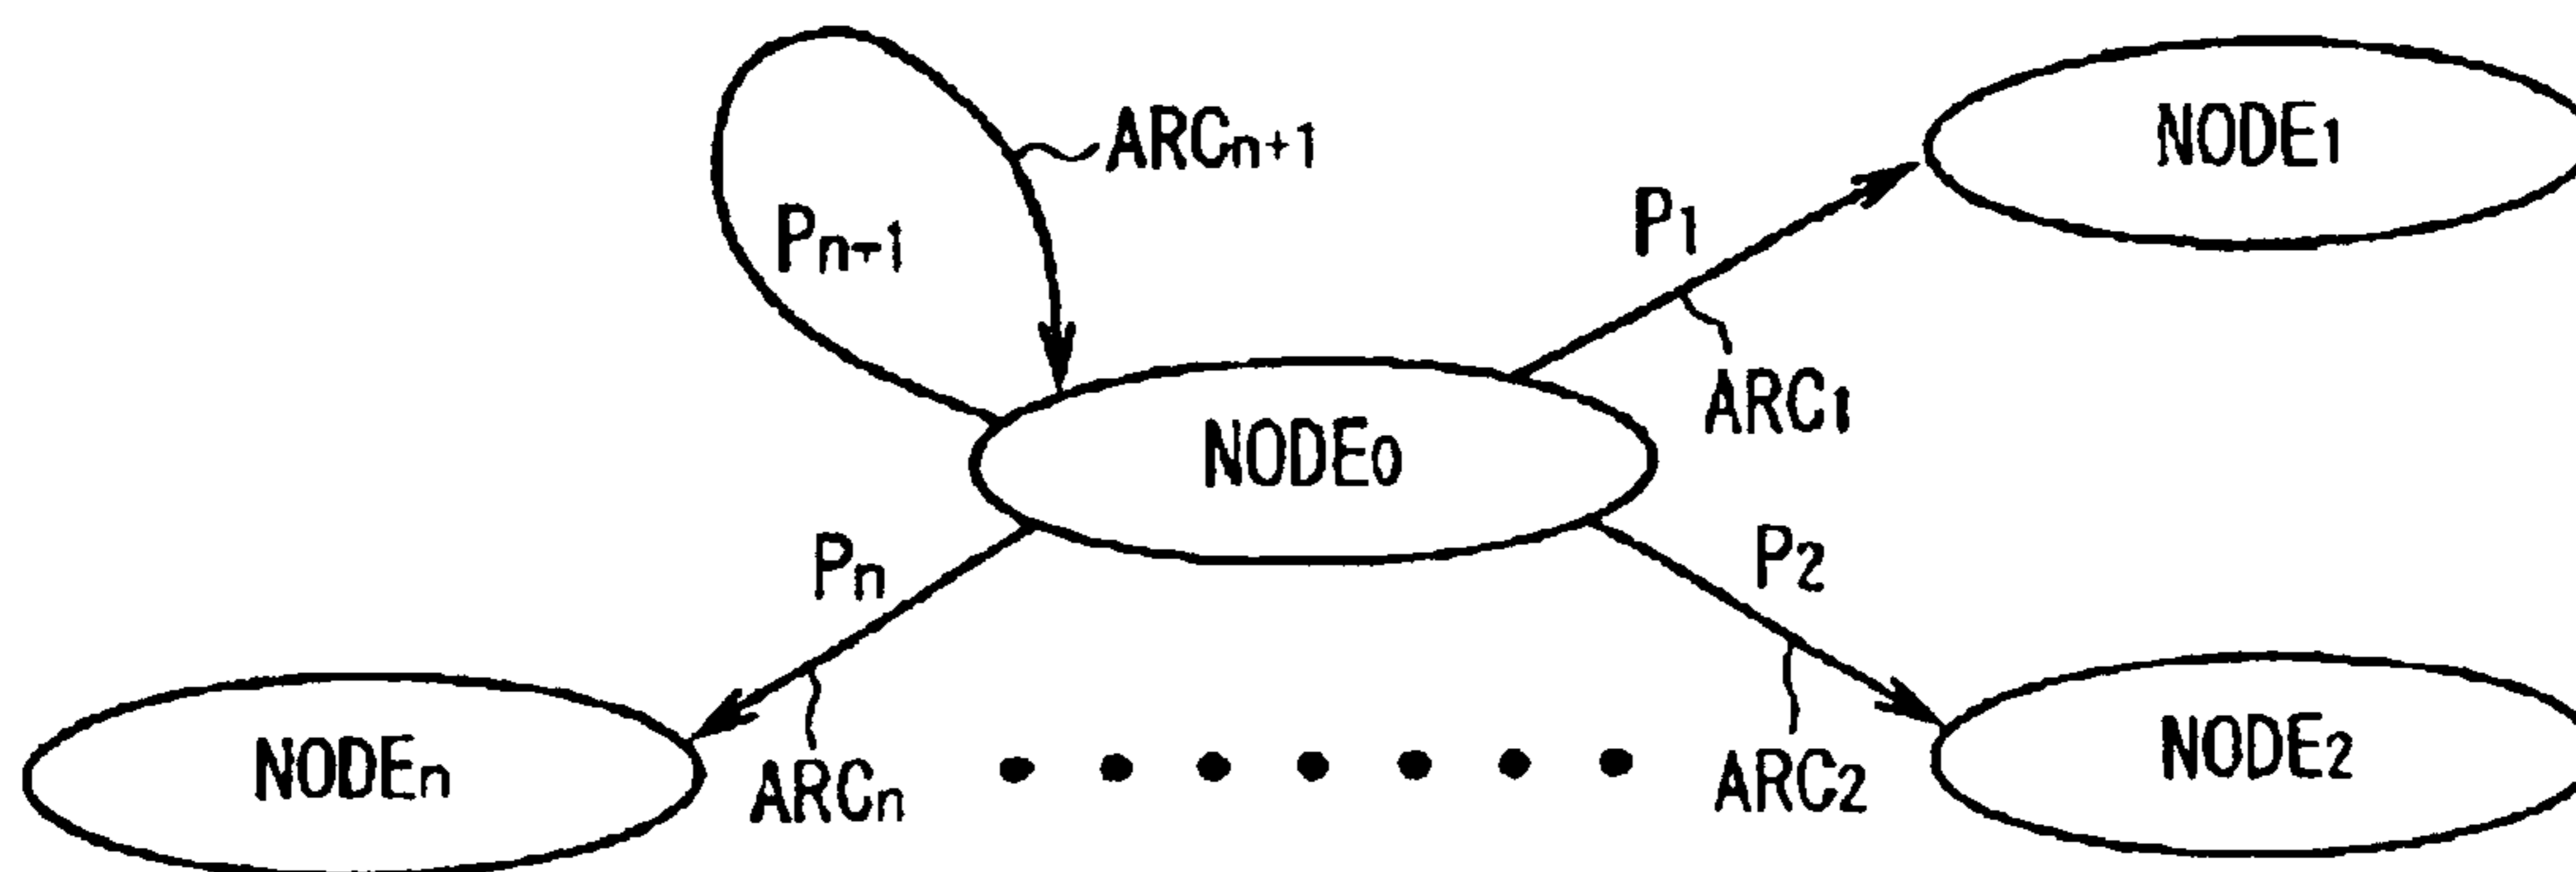 ARCn+1
NODE1
P1
Pn+1
ARC1
NODE0
Pn
P2
NODEn
ARCn
ARC2
NODE2